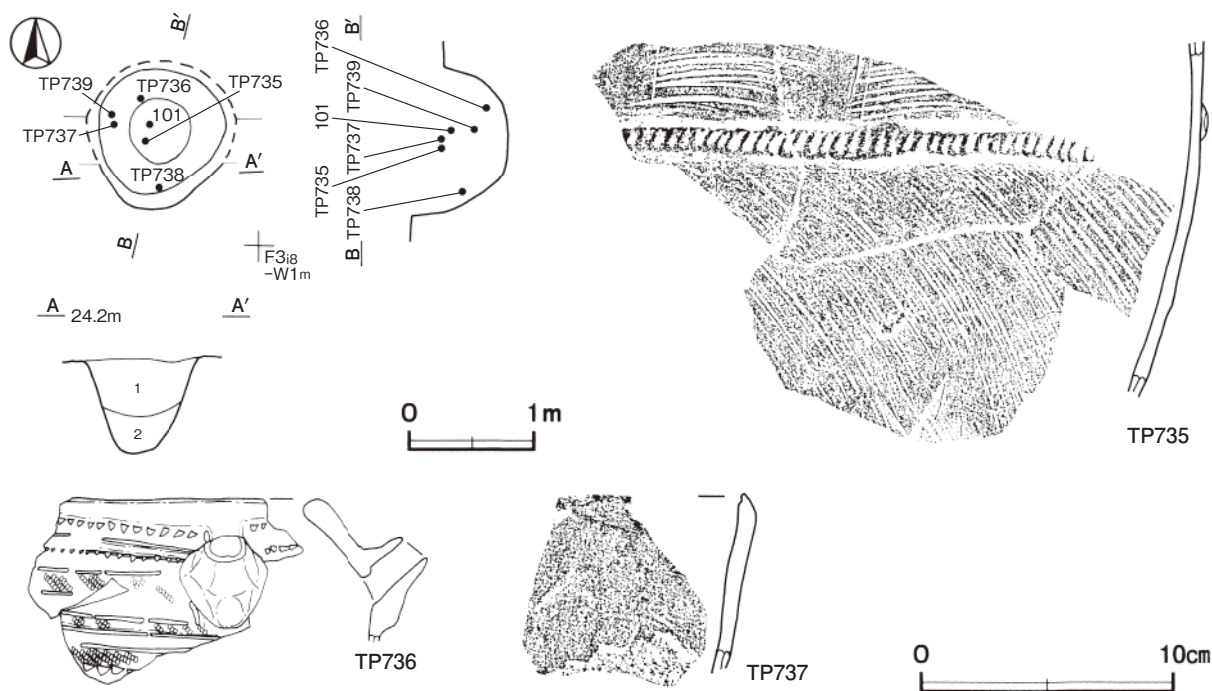 B′
TP739
TP736
TP735
101
TP737
A
A′
TP738
B
F3i8
-W1m
TP736
B′
TP739
101
TP737
TP735
TP738
B
A 24.2m
A′
1
2
0 1m
TP735
TP736
TP737
0 10cm